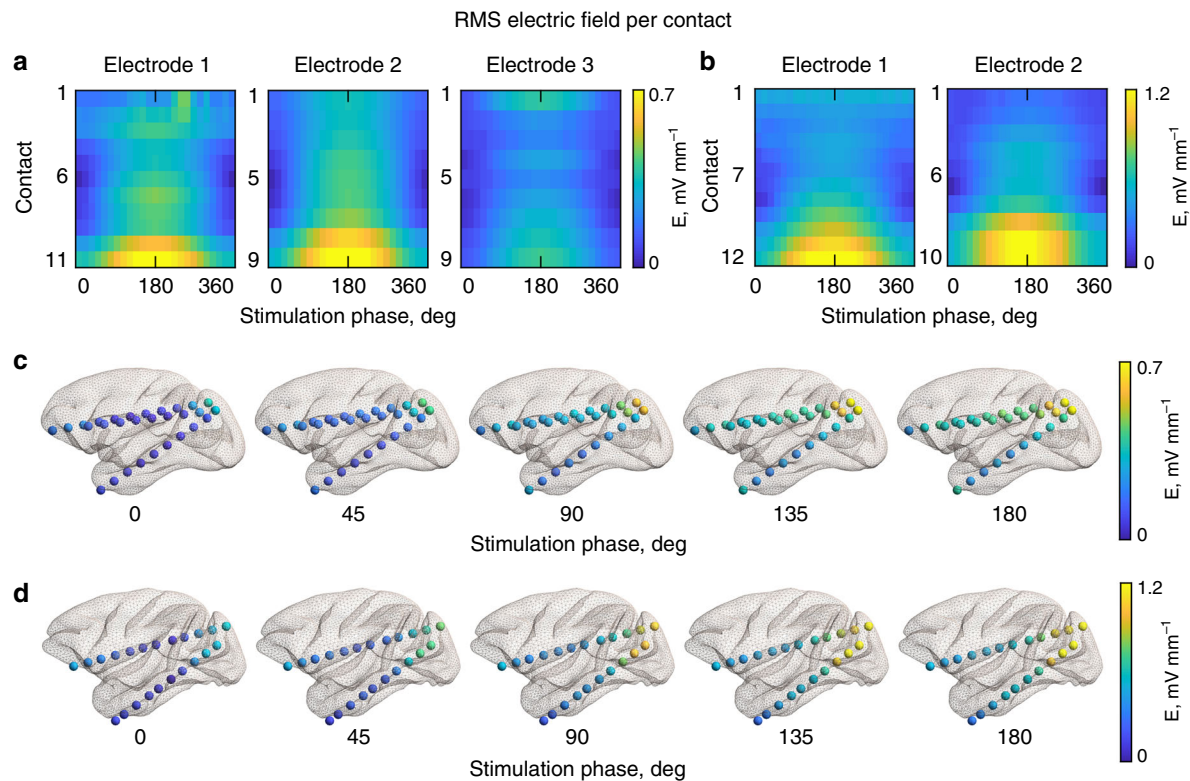 RMS electric field per contact
a Electrode 1 Electrode 2 Electrode 3
b Electrode 1 Electrode 2
1 1 1 0.7 1 1 1.2
Contact
6 5 5
E, mV mm⁻¹
Contact
7 6
E, mV mm⁻¹
11 9 9 0 12 10 0
0 180 360 0 180 360 0 180 360 0 180 360 0 180 360
Stimulation phase, deg
Stimulation phase, deg
c
0.7
E, mV mm⁻¹
0
0 45 90 135 180
Stimulation phase, deg
d
1.2
E, mV mm⁻¹
0
0 45 90 135 180
Stimulation phase, deg